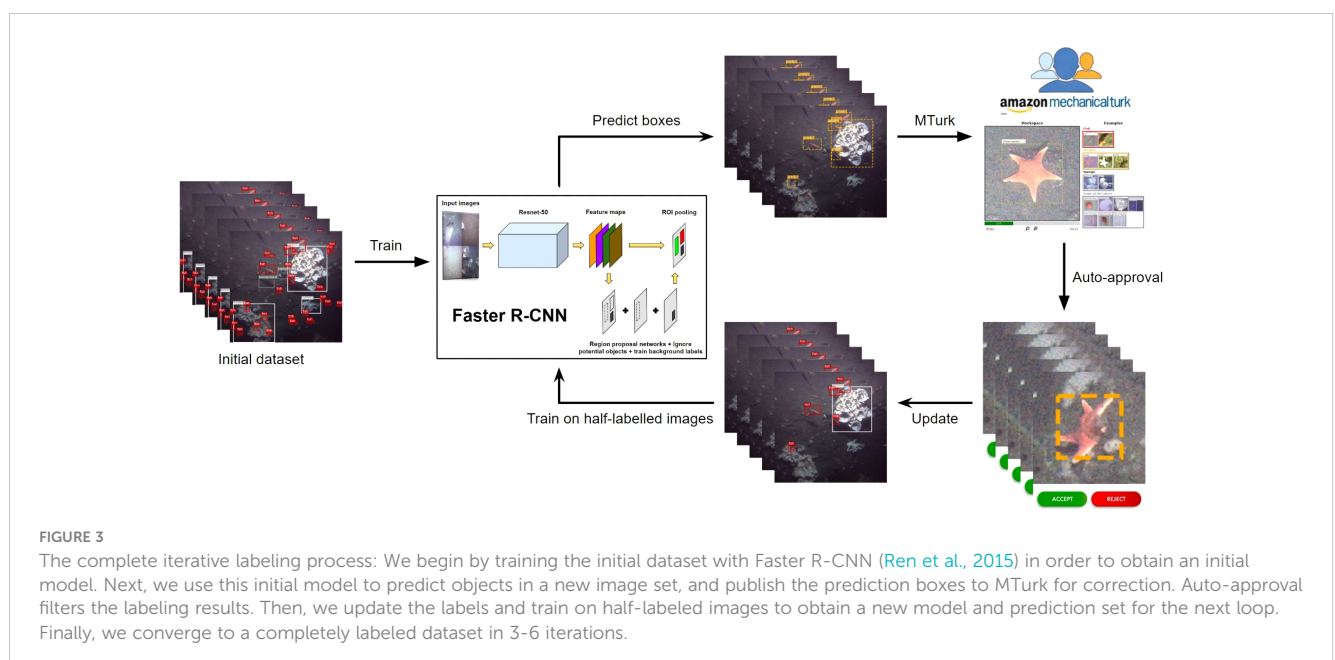 Predict boxes
MTurk
amazon mechanical turk
Workspace
Examples
Input images
Resnet-50
Feature maps
ROI pooling
Train
Auto-approval
Faster R-CNN
Region proposal networks + Ignore
potential objects + train background labels
Initial dataset
Train on half-labelled images
Update
ACCEPT
REJECT
FIGURE 3
The complete iterative labeling process: We begin by training the initial dataset with Faster R-CNN (Ren et al., 2015) in order to obtain an initial
model. Next, we use this initial model to predict objects in a new image set, and publish the prediction boxes to MTurk for correction. Auto-approval
filters the labeling results. Then, we update the labels and train on half-labeled images to obtain a new model and prediction set for the next loop.
Finally, we converge to a completely labeled dataset in 3-6 iterations.